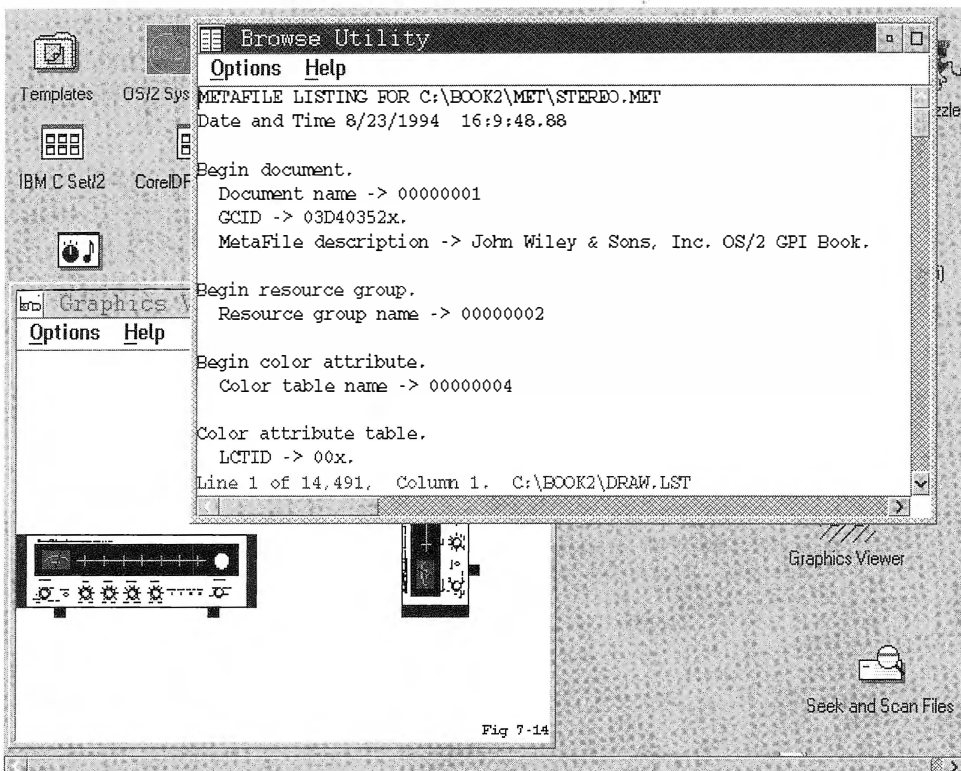 Browse Utility
Options Help
METAFILE LISTING FOR C:\BOOK2\MET\STEREO.MET
Date and Time 8/23/1994 16:9:48.88
Begin document.
Document name -> 00000001
GCID -> 03D40352x.
MetaFile description -> John Wiley & Sons, Inc. OS/2 GPI Book.
Begin resource group.
Resource group name -> 00000002
Begin color attribute.
Color table name -> 00000004
Color attribute table.
LCTID -> 00x.
Line 1 of 14,491, Column 1. C:\BOOK2\DRAW.LST
Templates
OS/2 Sys
IBM C Set/2
CorelDR
zzle
Graphics V
Options Help
Fig 7-14
Graphics Viewer
Seek and Scan Files